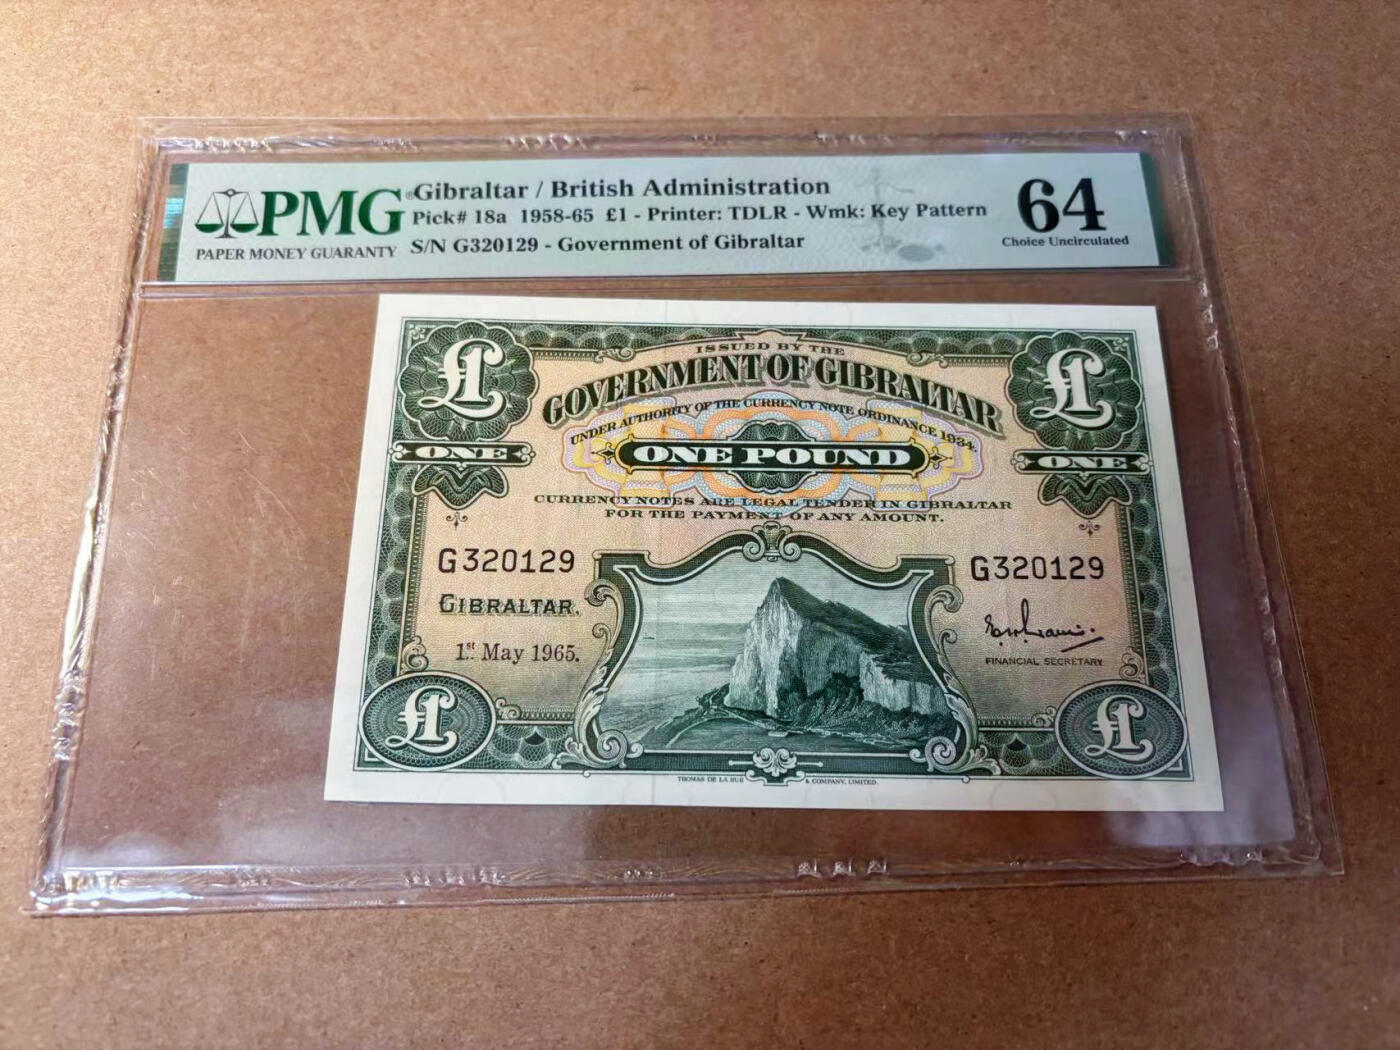 PMG
PAPER MONEY GUARANTY
Gibraltar / British Administration
Pick# 18a 1958-65 £1 - Printer: TDLR - Wmk: Key Pattern
S/N G320129 - Government of Gibraltar
64
Choice Uncirculated
£1
£1
ISSUED BY THE
GOVERNMENT OF GIBRALTAR
UNDER AUTHORITY OF THE CURRENCY NOTE ORDINANCE 1934.
ONE
ONE POUND
ONE
CURRENCY NOTES ARE LEGAL TENDER IN GIBRALTAR
FOR THE PAYMENT OF ANY AMOUNT.
G320129
G320129
GIBRALTAR.
1st May 1965.
FINANCIAL SECRETARY
£1
£1
THOMAS DE LA RUE & COMPANY, LIMITED.